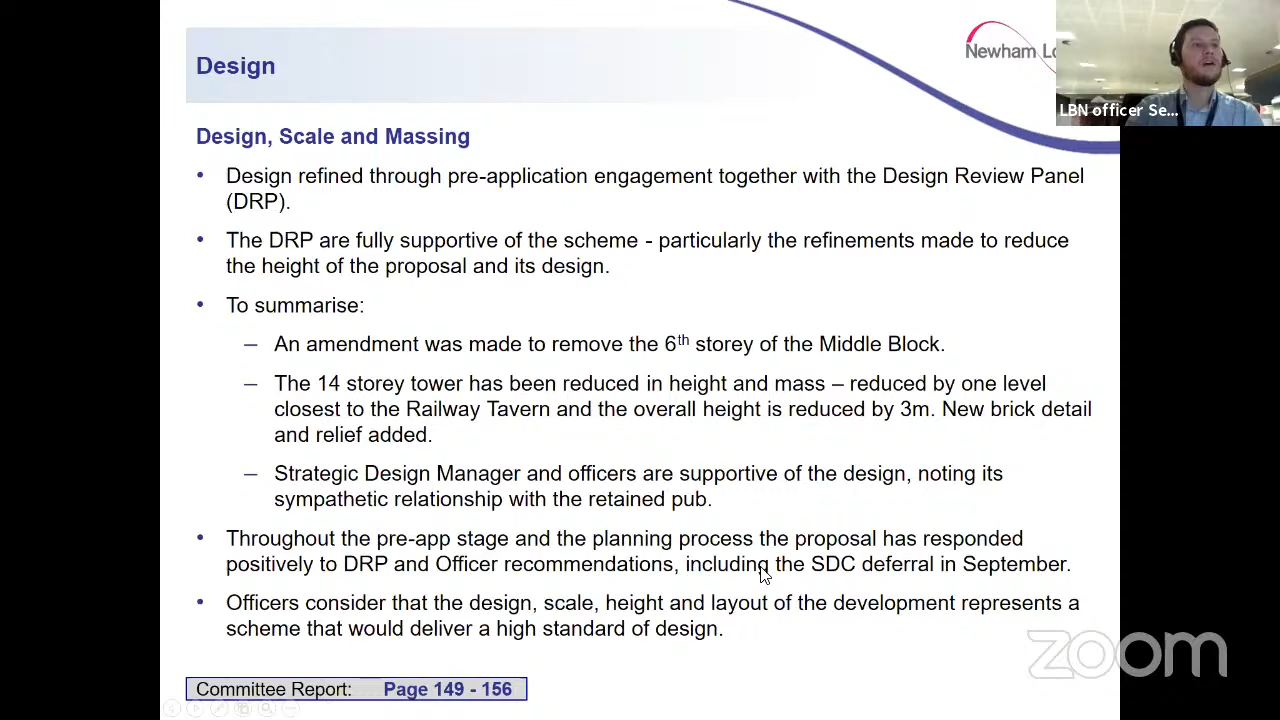 Design
Newham Lo
LBN officer Se...
Design, Scale and Massing
• Design refined through pre-application engagement together with the Design Review Panel
(DRP).
• The DRP are fully supportive of the scheme - particularly the refinements made to reduce
the height of the proposal and its design.
• To summarise:
– An amendment was made to remove the 6th storey of the Middle Block.
– The 14 storey tower has been reduced in height and mass – reduced by one level
closest to the Railway Tavern and the overall height is reduced by 3m. New brick detail
and relief added.
– Strategic Design Manager and officers are supportive of the design, noting its
sympathetic relationship with the retained pub.
• Throughout the pre-app stage and the planning process the proposal has responded
positively to DRP and Officer recommendations, including the SDC deferral in September.
• Officers consider that the design, scale, height and layout of the development represents a
scheme that would deliver a high standard of design.
zoom
Committee Report: Page 149 - 156